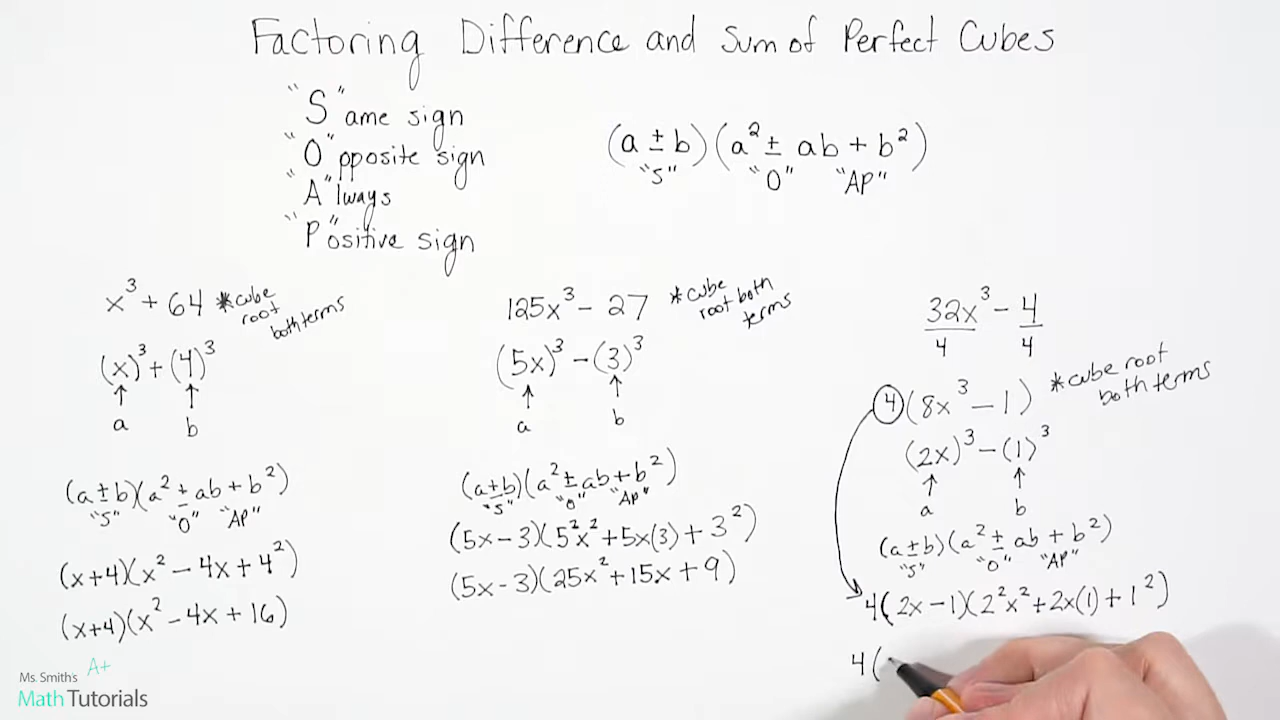 Factoring Difference and Sum of Perfect Cubes
"S"ame sign
"O"pposite sign
"A"lways
"P"ositive sign
(a ± b)(a² ± ab + b²)
"S" "O" "AP"
x³ + 64 *cube root both terms
(x)³ + (4)³
↑ ↑
a b
(a ± b)(a² ± ab + b²)
"S" "O" "AP"
(x+4)(x² − 4x + 4²)
(x+4)(x² − 4x + 16)
125x³ − 27 *cube root both terms
(5x)³ − (3)³
↑ ↑
a b
(a ± b)(a² ± ab + b²)
"S" "O" "AP"
(5x − 3)(5²x² + 5x(3) + 3²)
(5x − 3)(25x² + 15x + 9)
32x³ − 4
4 4
4(8x³ − 1) *cube root both terms
(2x)³ − (1)³
↑ ↑
a b
(a ± b)(a² ± ab + b²)
"S" "O" "AP"
4(2x − 1)(2²x² + 2x(1) + 1²)
4(
Ms. Smith's A+
Math Tutorials